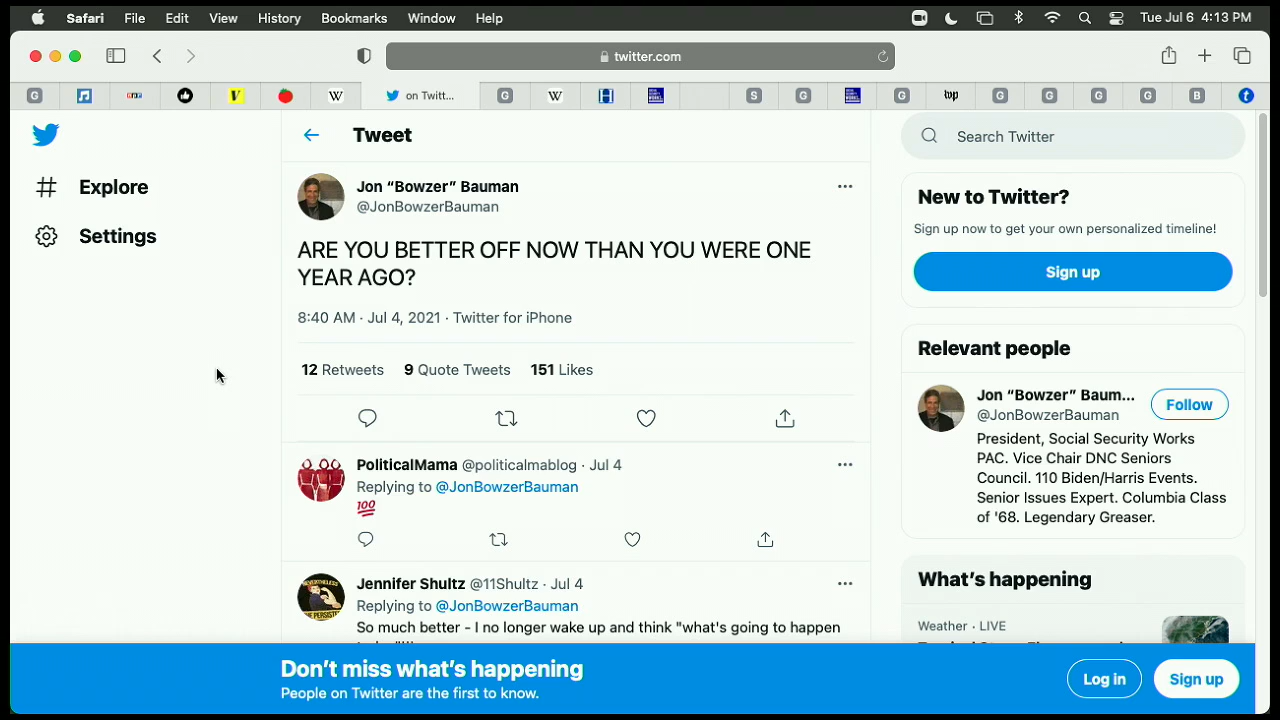 Safari File Edit View History Bookmarks Window Help Tue Jul 6 4:13 PM
twitter.com
on Twitt...
Tweet
Search Twitter
Explore
Settings
Jon “Bowzer” Bauman
@JonBowzerBauman
ARE YOU BETTER OFF NOW THAN YOU WERE ONE
YEAR AGO?
8:40 AM · Jul 4, 2021 · Twitter for iPhone
12 Retweets 9 Quote Tweets 151 Likes
PoliticalMama @politicalmablog · Jul 4
Replying to @JonBowzerBauman
💯
Jennifer Shultz @11Shultz · Jul 4
Replying to @JonBowzerBauman
So much better - I no longer wake up and think "what's going to happen
New to Twitter?
Sign up now to get your own personalized timeline!
Sign up
Relevant people
Jon “Bowzer” Baum...
@JonBowzerBauman
Follow
President, Social Security Works
PAC. Vice Chair DNC Seniors
Council. 110 Biden/Harris Events.
Senior Issues Expert. Columbia Class
of '68. Legendary Greaser.
What’s happening
Weather · LIVE
Don’t miss what’s happening
People on Twitter are the first to know.
Log in
Sign up